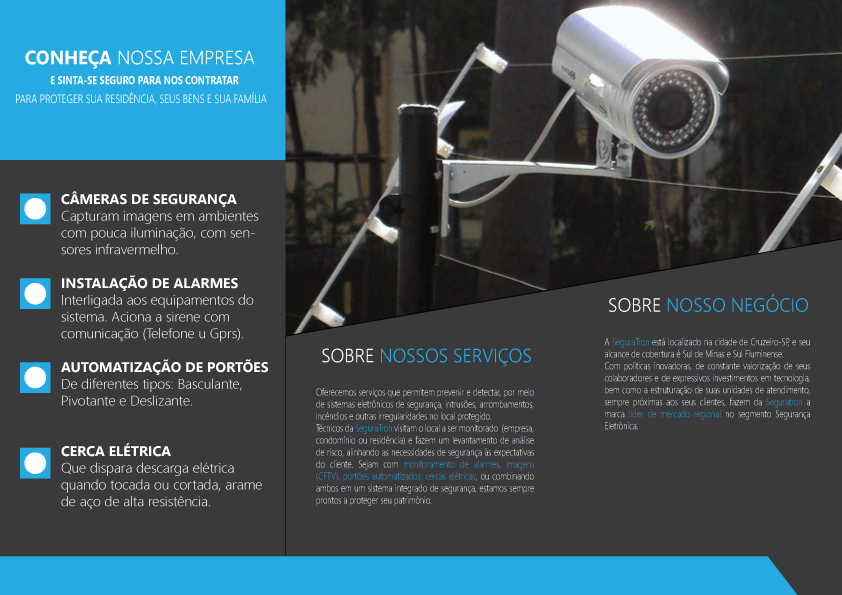 CONHEÇA NOSSA EMPRESA
E SINTA-SE SEGURO PARA NOS CONTRATAR
PARA PROTEGER SUA RESIDÊNCIA, SEUS BENS E SUA FAMÍLIA
CÂMERAS DE SEGURANÇA
Capturam imagens em ambientes
com pouca iluminação, com sen-
sores infravermelho.
INSTALAÇÃO DE ALARMES
Interligada aos equipamentos do
sistema. Aciona a sirene com
comunicação (Telefone u Gprs).
AUTOMATIZAÇÃO DE PORTÕES
De diferentes tipos: Basculante,
Pivotante e Deslizante.
CERCA ELÉTRICA
Que dispara descarga elétrica
quando tocada ou cortada, arame
de aço de alta resistência.
SOBRE NOSSOS SERVIÇOS
Oferecemos serviços que permitem prevenir e detectar, por meio
de sistemas eletrônicos de segurança, intrusões, arrombamentos,
incêndios e outras irregularidades no local protegido.
Técnicos da SeguraTron visitam o local a ser monitorado (empresa,
condomínio ou residência) e fazem um levantamento de análise
de risco, alinhando as necessidades de segurança às expectativas
do cliente. Sejam com monitoramento de alarmes, imagens
(CFTV), portões automatizados, cercas elétricas, ou combinando
ambos em um sistema integrado de segurança, estamos sempre
prontos a proteger seu patrimônio.
SOBRE NOSSO NEGÓCIO
A SeguraTron está localizado na cidade de Cruzeiro-SP, e seu
alcance de cobertura é Sul de Minas e Sul Fluminense.
Com políticas inovadoras, de constante valorização de seus
colaboradores e de expressivos investimentos em tecnologia,
bem como a estruturação de suas unidades de atendimento,
sempre próximas aos seus clientes, fazem da Seguratron a
marca líder de mercado regional no segmento Segurança
Eletrônica.